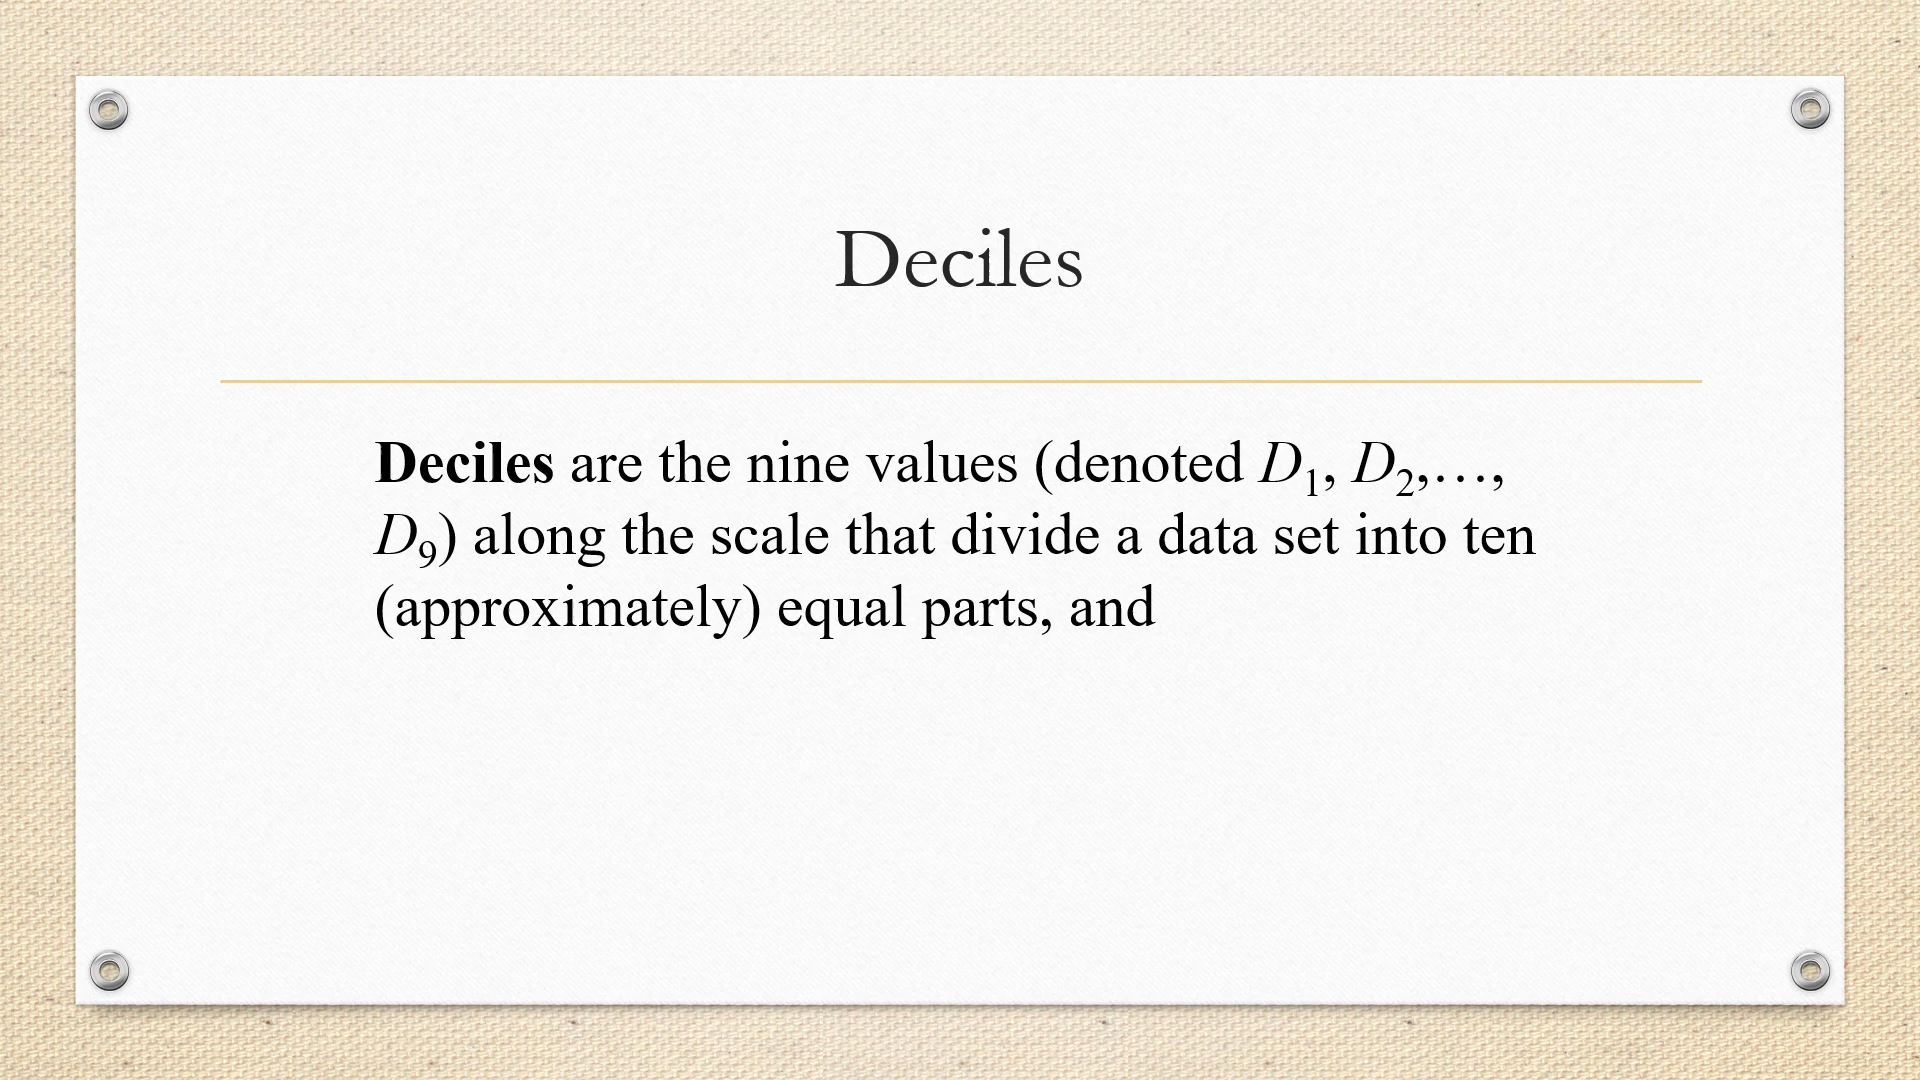 Deciles
Deciles are the nine values (denoted D₁, D₂,…,
D₉) along the scale that divide a data set into ten
(approximately) equal parts, and